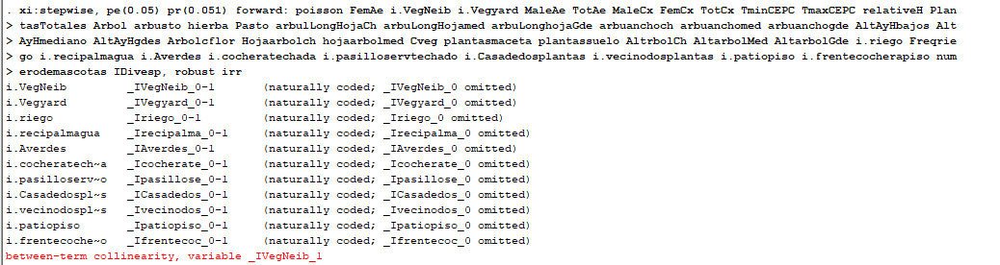 . xi:stepwise, pe(0.05) pr(0.051) forward: poisson FemAe i.VegNeib i.Vegyard MaleAe TotAe MaleCx FemCx TotCx TminCEPC TmaxCEPC relativeH Plan
> tasTotales Arbol arbusto hierba Pasto arbulLongHojaCh arbuLongHojamed arbuLonghojaGde arbuanchoch arbuanchomed arbuanchogde AltAyHbajos Alt
> AyHmediano AltAyHgdes Arbolcflor Hojaarbolch hojaarbolmed Cveg plantasmaceta plantassuelo AltrbolCh AltarbolMed AltarbolGde i.riego Freqrie
> go i.recipalmagua i.Averdes i.cocheratechada i.pasilloservtechado i.Casadedosplantas i.vecinodosplantas i.patiopiso i.frentecocherapiso num
> erodemascotas IDivesp, robust irr
i.VegNeib _IVegNeib_0-1 (naturally coded; _IVegNeib_0 omitted)
i.Vegyard _IVegyard_0-1 (naturally coded; _IVegyard_0 omitted)
i.riego _Iriego_0-1 (naturally coded; _Iriego_0 omitted)
i.recipalmagua _Irecipalma_0-1 (naturally coded; _Irecipalma_0 omitted)
i.Averdes _IAverdes_0-1 (naturally coded; _IAverdes_0 omitted)
i.cocheratech~a _Icocherate_0-1 (naturally coded; _Icocherate_0 omitted)
i.pasilloserv~o _Ipasillose_0-1 (naturally coded; _Ipasillose_0 omitted)
i.Casadedospl~s _ICasadedos_0-1 (naturally coded; _ICasadedos_0 omitted)
i.vecinodospl~s _Ivecinodos_0-1 (naturally coded; _Ivecinodos_0 omitted)
i.patiopiso _Ipatiopiso_0-1 (naturally coded; _Ipatiopiso_0 omitted)
i.frentecoche~o _Ifrentecoc_0-1 (naturally coded; _Ifrentecoc_0 omitted)
between-term collinearity, variable _IVegNeib_1